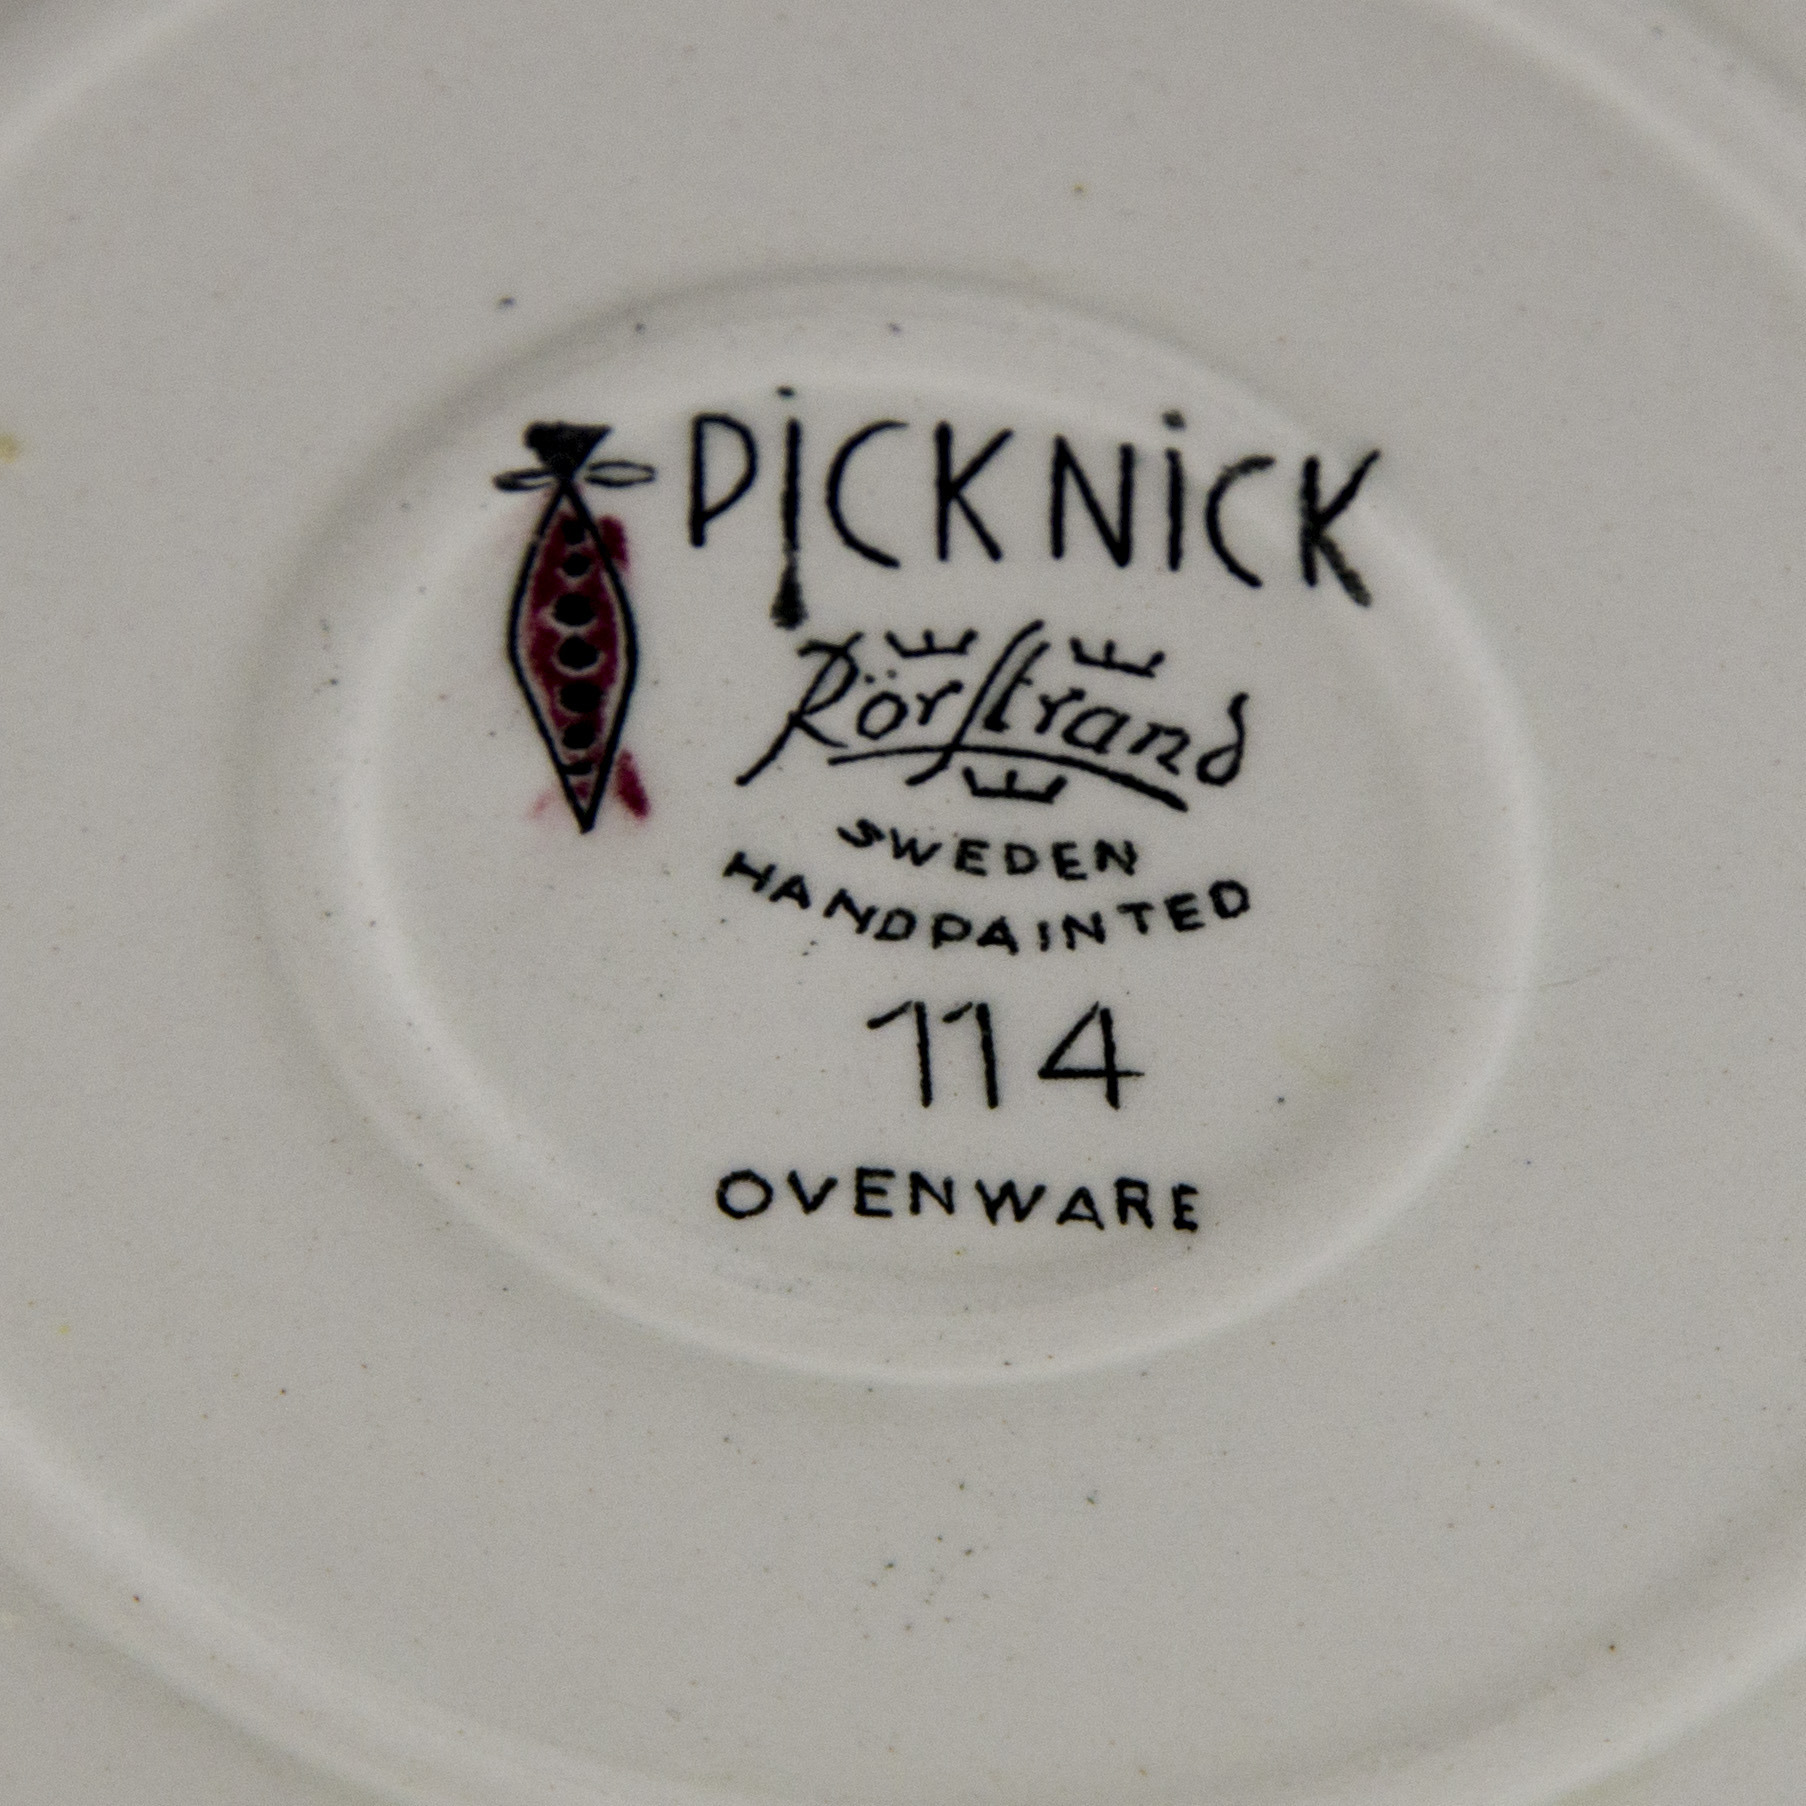 PiCKNiCK
Rörstrand
SWEDEN
HANDPAINTED
114
OVENWARE